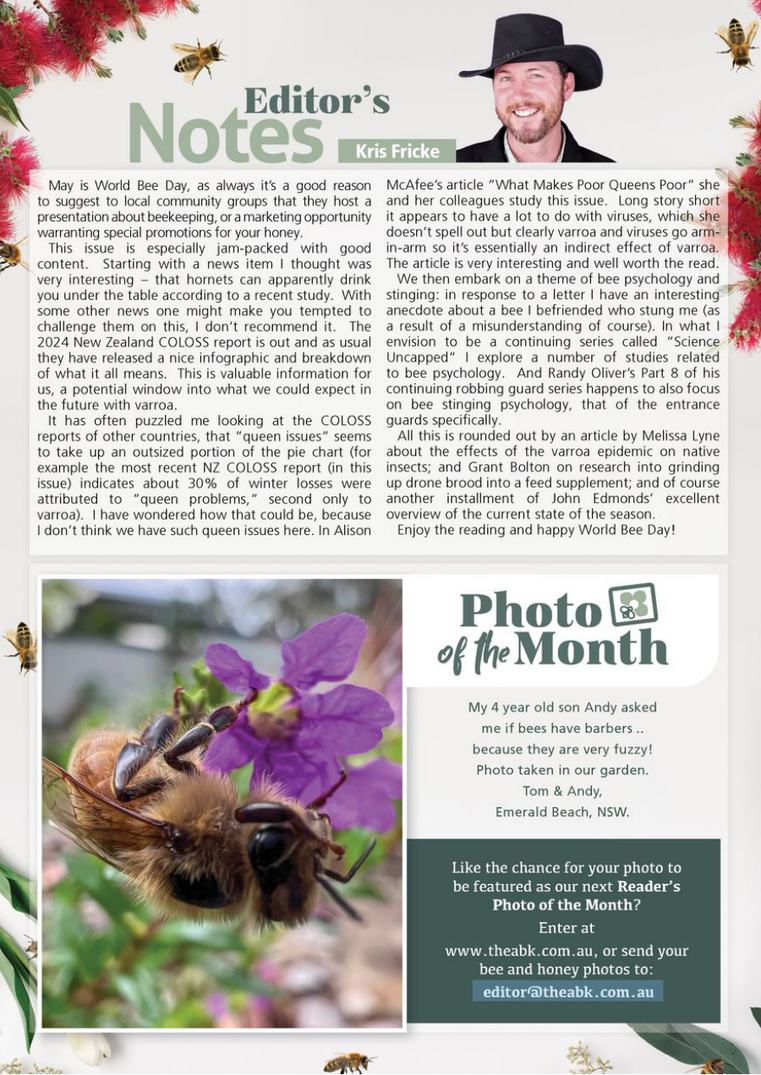 Editor's
Notes
Kris Fricke
May is World Bee Day, as always it's a good reason
to suggest to local community groups that they host a
presentation about beekeeping, or a marketing opportunity
warranting special promotions for your honey.
This issue is especially jam-packed with good
content. Starting with a news item I thought was
very interesting – that hornets can apparently drink
you under the table according to a recent study. With
some other news one might make you tempted to
challenge them on this, I don't recommend it. The
2024 New Zealand COLOSS report is out and as usual
they have released a nice infographic and breakdown
of what it all means. This is valuable information for
us, a potential window into what we could expect in
the future with varroa.
It has often puzzled me looking at the COLOSS
reports of other countries, that "queen issues" seems
to take up an outsized portion of the pie chart (for
example the most recent NZ COLOSS report (in this
issue) indicates about 30% of winter losses were
attributed to "queen problems," second only to
varroa). I have wondered how that could be, because
I don't think we have such queen issues here. In Alison
McAfee's article "What Makes Poor Queens Poor" she
and her colleagues study this issue. Long story short
it appears to have a lot to do with viruses, which she
doesn't spell out but clearly varroa and viruses go arm-
in-arm so it's essentially an indirect effect of varroa.
The article is very interesting and well worth the read.
We then embark on a theme of bee psychology and
stinging: in response to a letter I have an interesting
anecdote about a bee I befriended who stung me (as
a result of a misunderstanding of course). In what I
envision to be a continuing series called "Science
Uncapped" I explore a number of studies related
to bee psychology. And Randy Oliver's Part 8 of his
continuing robbing guard series happens to also focus
on bee stinging psychology, that of the entrance
guards specifically.
All this is rounded out by an article by Melissa Lyne
about the effects of the varroa epidemic on native
insects; and Grant Bolton on research into grinding
up drone brood into a feed supplement; and of course
another installment of John Edmonds' excellent
overview of the current state of the season.
Enjoy the reading and happy World Bee Day!
Photo
of the Month
My 4 year old son Andy asked
me if bees have barbers ..
because they are very fuzzy!
Photo taken in our garden.
Tom & Andy,
Emerald Beach, NSW.
Like the chance for your photo to
be featured as our next Reader's
Photo of the Month?
Enter at
www.theabk.com.au, or send your
bee and honey photos to:
editor@theabk.com.au